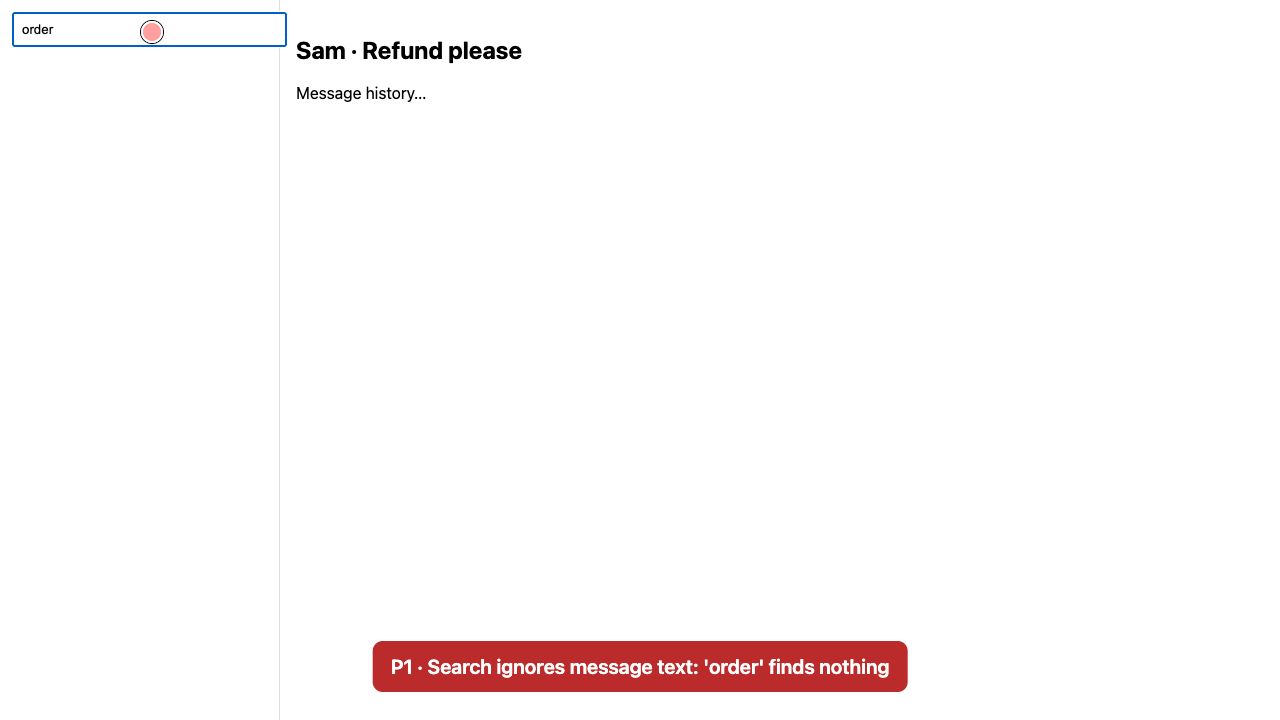 order
Sam · Refund please
Message history...
P1 · Search ignores message text: 'order' finds nothing